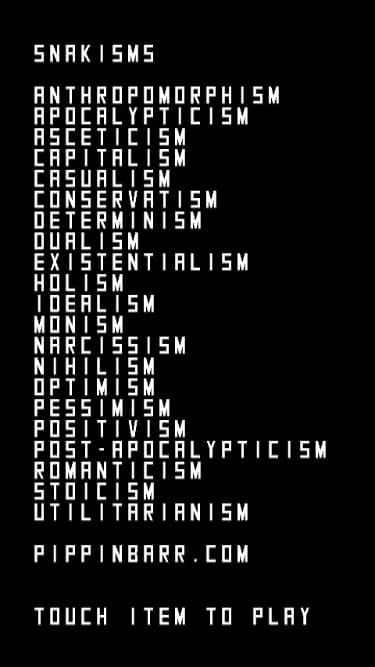 SNAKISMS
ANTHROPOMORPHISM
APOCALYPTICISM
ASCETICISM
CAPITALISM
CASUALISM
CONSERVATISM
DETERMINISM
DUALISM
EXISTENTIALISM
HOLISM
IDEALISM
MONISM
NARCISSISM
NIHILISM
OPTIMISM
PESSIMISM
POSITIVISM
POST-APOCALYPTICISM
ROMANTICISM
STOICISM
UTILITARIANISM
PIPPINBARR.COM
TOUCH ITEM TO PLAY